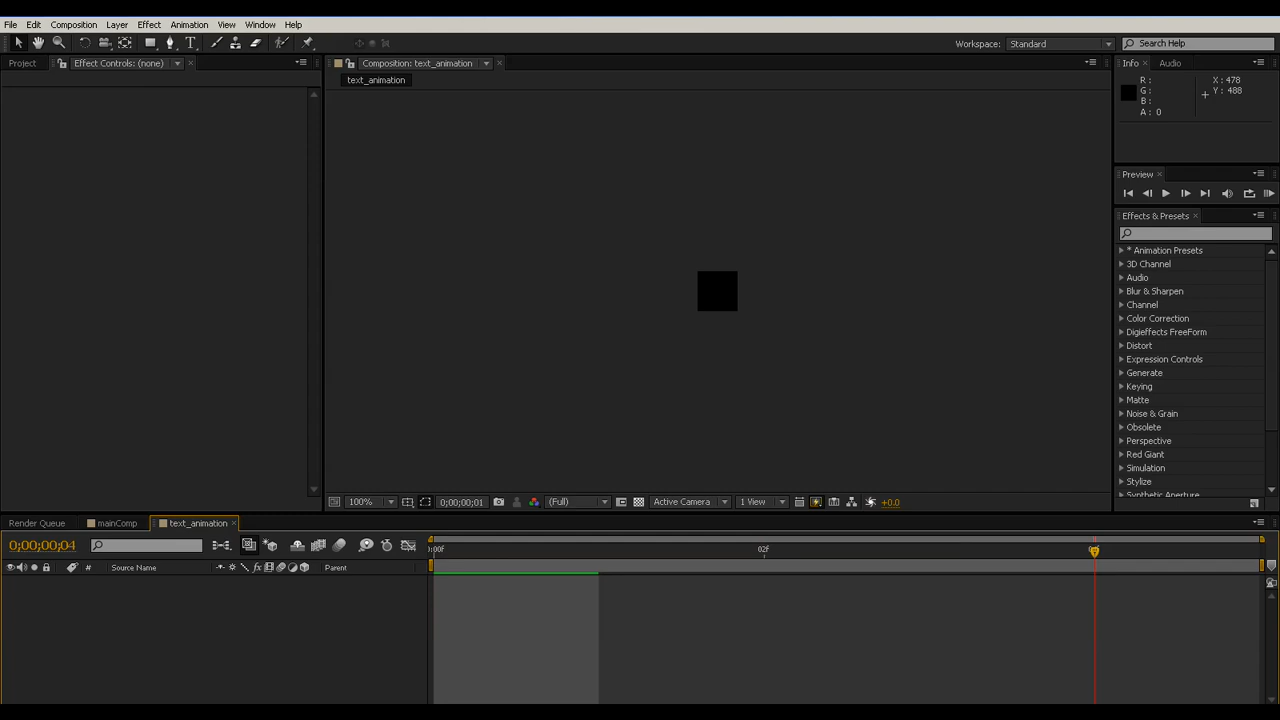 File Edit Composition Layer Effect Animation View Window Help
Workspace: Standard Search Help
Project Effect Controls: (none) Composition: text_animation Info Audio
text_animation
R: X: 478
G: Y: 488
B:
A: 0
Preview
Effects & Presets
* Animation Presets
3D Channel
Audio
Blur & Sharpen
Channel
Color Correction
Digieffects FreeForm
Distort
Expression Controls
Generate
Keying
Matte
Noise & Grain
Obsolete
Perspective
Red Giant
Simulation
Stylize
Synthetic Aperture
100% 0;00;00;01 (Full) Active Camera 1 View +0.0
Render Queue mainComp text_animation
0;00;00;04
:00f 02f
# Source Name Parent